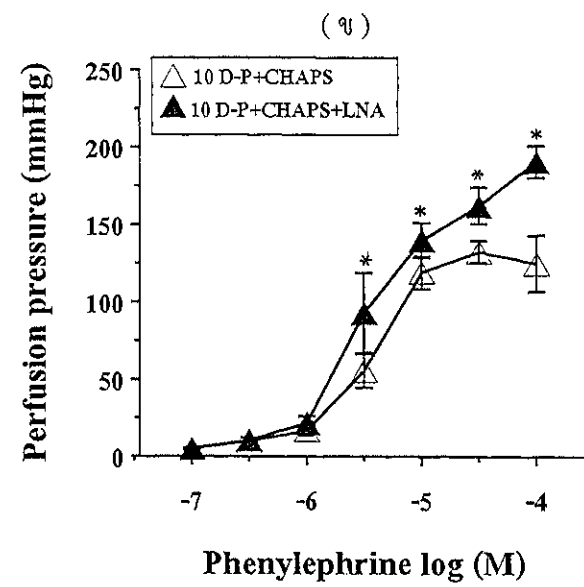 (ข)
250
200
150
100
50
0
Perfusion pressure (mmHg)
10 D-P+CHAPS
10 D-P+CHAPS+LNA
*
*
*
*
-7 -6 -5 -4
Phenylephrine log (M)